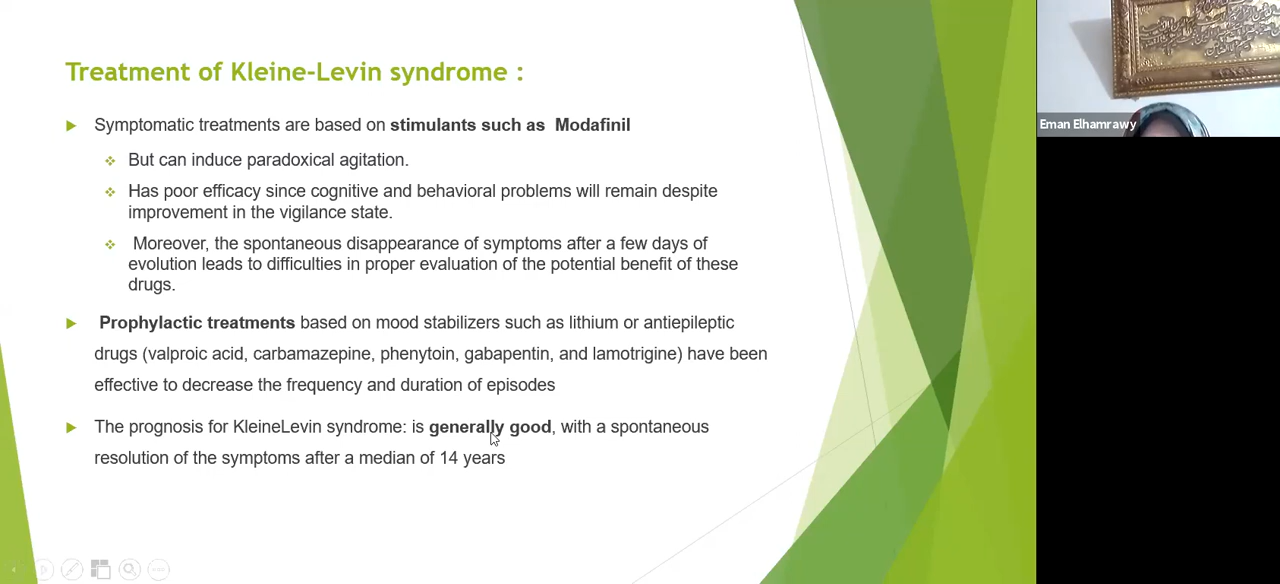 Treatment of Kleine-Levin syndrome :
Symptomatic treatments are based on stimulants such as Modafinil
But can induce paradoxical agitation.
Has poor efficacy since cognitive and behavioral problems will remain despite
improvement in the vigilance state.
Moreover, the spontaneous disappearance of symptoms after a few days of
evolution leads to difficulties in proper evaluation of the potential benefit of these
drugs.
Prophylactic treatments based on mood stabilizers such as lithium or antiepileptic
drugs (valproic acid, carbamazepine, phenytoin, gabapentin, and lamotrigine) have been
effective to decrease the frequency and duration of episodes
The prognosis for KleineLevin syndrome: is generally good, with a spontaneous
resolution of the symptoms after a median of 14 years
Eman Elhamrawy